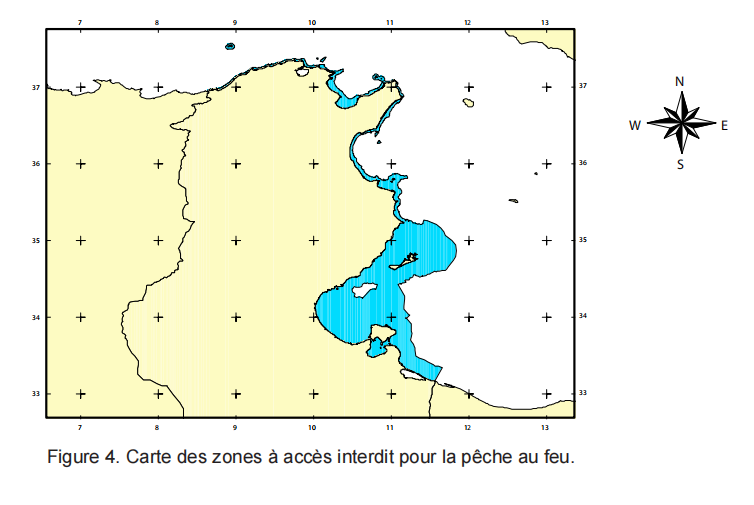 7 8 9 10 11 12 13
37 37
N
W E
S
36 36
35 35
34 34
33 33
7 8 9 10 11 12 13
Figure 4. Carte des zones à accès interdit pour la pêche au feu.